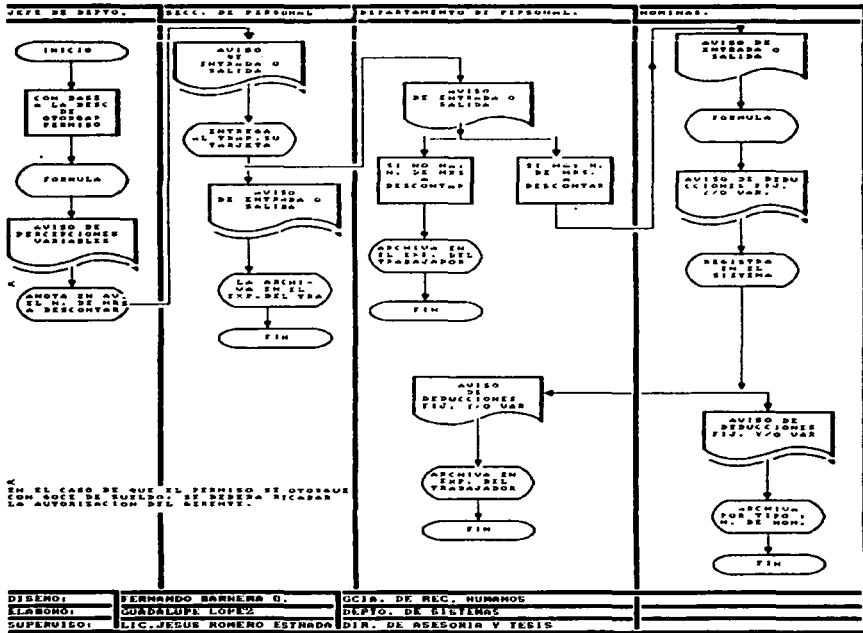 JEFE DE DEPTO.
SECC. DE PERSONAL
DEPARTAMENTO DE PERSONAL.
NOMINAS.
INICIO
CON BASE
A LA DESC
DE
OTORGAR
PERMISO
FORMULA
AVISO DE
PERCEPCIONES
VARIABLES
ANOTA EN AV.
EL N. DE HRS
A DESCONTAR
AVISO
DE
ENTRADA O
SALIDA
ENTREGA
AL TRAB. SU
TARJETA
AVISO
DE ENTRADA O
SALIDA
LA ARCHI-
VA EN EL
EXP. DEL TRA
FIN
AVISO
DE ENTRADA O
SALIDA
SI NO HAY
N. DE HRS
A
DESCONTAR
SI HAY N.
DE HRS.
A
DESCONTAR
ARCHIVA EN
EL EXP. DEL
TRABAJADOR
FIN
AVISO DE
ENTRADA O
SALIDA
FORMULA
AVISO DE DEDU
CCIONES FIJ.
Y/O VAR.
REGISTRA
EN EL
SISTEMA
AVISO
DE
DEDUCCIONES
FIJ. Y/O VAR
ARCHIVA EN
EXP. DEL
TRABAJADOR
FIN
AVISO DE
DEDUCCIONES
FIJ. Y/O VAR
ARCHIVA
POR TIPO Y
N. DE NOM.
FIN
EN EL CASO DE QUE EL PERMISO SE OTORGUE
CON GOCE DE SUELDO, SE DEBERA RECABAR
LA AUTORIZACION DEL GERENTE.
DISENO: FERNANDO BARRERA O. GCIA. DE REC. HUMANOS
ELABORO: GUADALUPE LOPEZ DEPTO. DE SISTEMAS
SUPERVISO: LIC. JESUS ROMERO ESTRADA DIR. DE ASESORIA Y TESIS